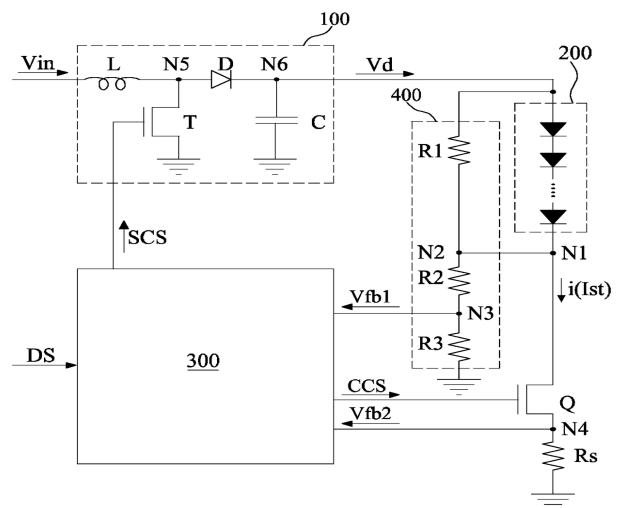 100
Vin
L
N5
D
N6
Vd
200
400
T
C
R1
SCS
N2
N1
R2
i(Ist)
Vfb1
N3
300
R3
DS
CCS
Q
Vfb2
N4
Rs